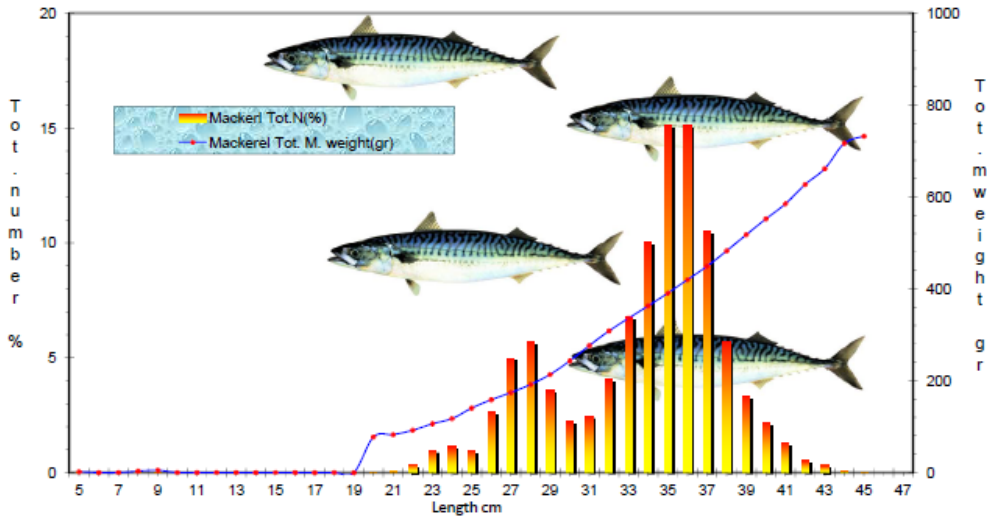 20
15
10
5
0
Tot.number %
Mackerl Tot.N(%)
Mackerel Tot. M. weight(gr)
1000
800
600
400
200
0
Tot.mweight gr
5 7 9 11 13 15 17 19 21 23 25 27 29 31 33 35 37 39 41 43 45 47
Length cm